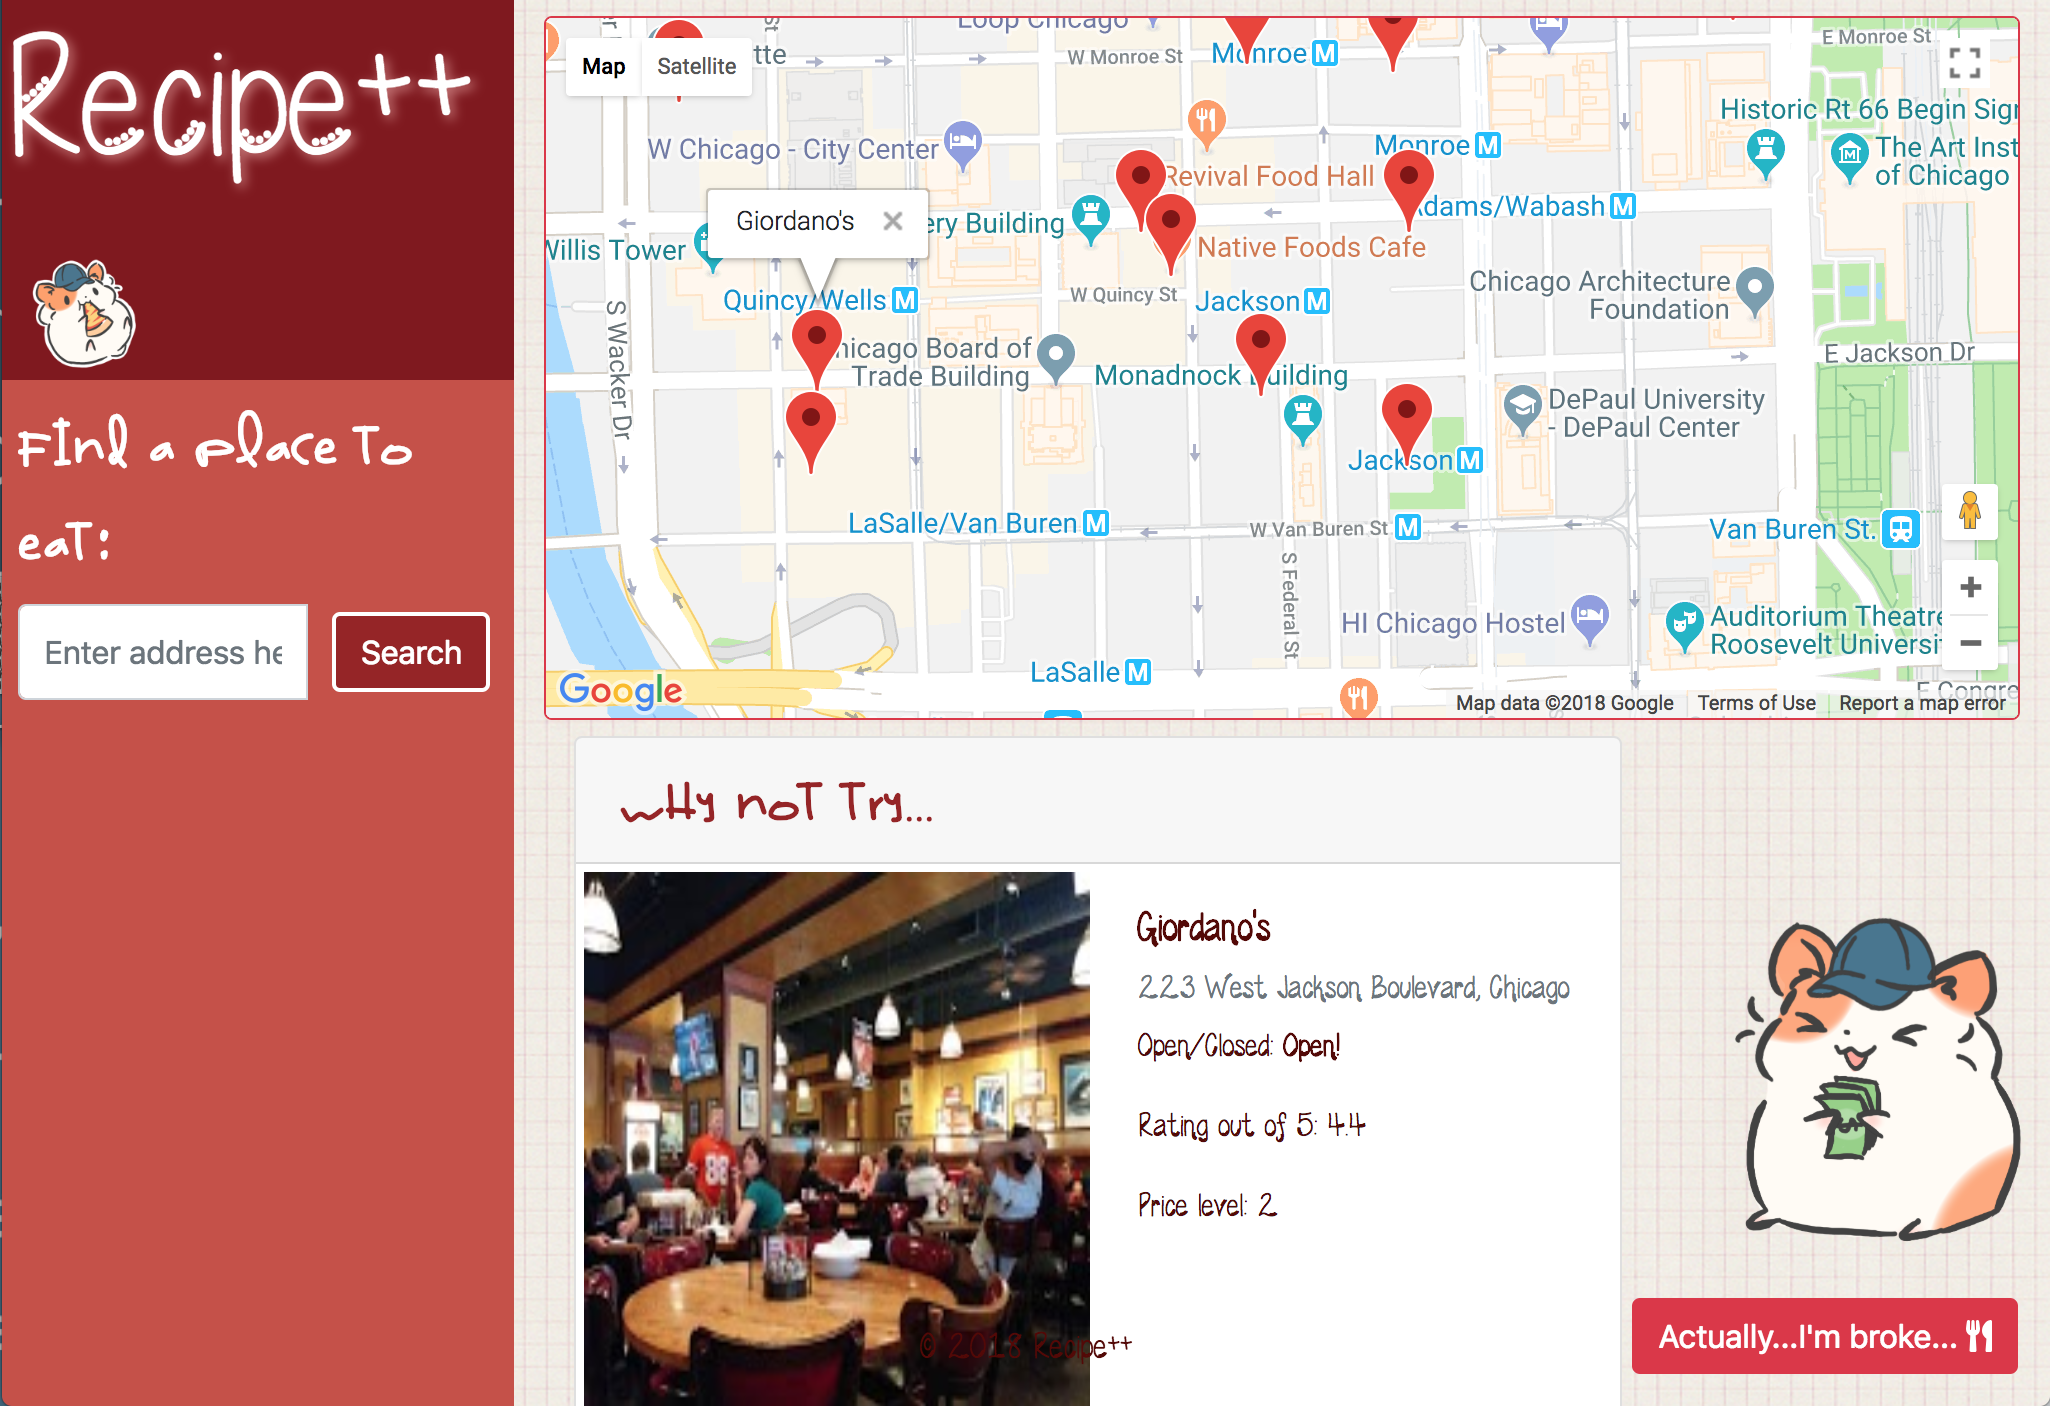 Recipe++
Find a place to
eat:
Enter address he
Search
Loop Chicago
Map
Satellite
tte
W Monroe St
Monroe M
E Monroe St
Historic Rt 66 Begin Sign
W Chicago - City Center
Monroe M
The Art Inst
of Chicago
Revival Food Hall
Adams/Wabash M
Giordano's
ery Building
Willis Tower
Native Foods Cafe
Chicago Architecture
Foundation
Quincy/Wells M
W Quincy St
Jackson M
S Wacker Dr
hicago Board of
Trade Building
Monadnock Building
E Jackson Dr
DePaul University
- DePaul Center
Jackson M
LaSalle/Van Buren M
W Van Buren St M
Van Buren St.
S Federal St
HI Chicago Hostel
Auditorium Theatre
Roosevelt Universi
LaSalle M
Google
E Congre
Map data ©2018 Google
Terms of Use
Report a map error
Why not try...
Giordano's
223 West Jackson Boulevard, Chicago
Open/Closed: Open!
Rating out of 5: 4.4
Price level: 2
88
© 2018 Recipe++
Actually...I'm broke...